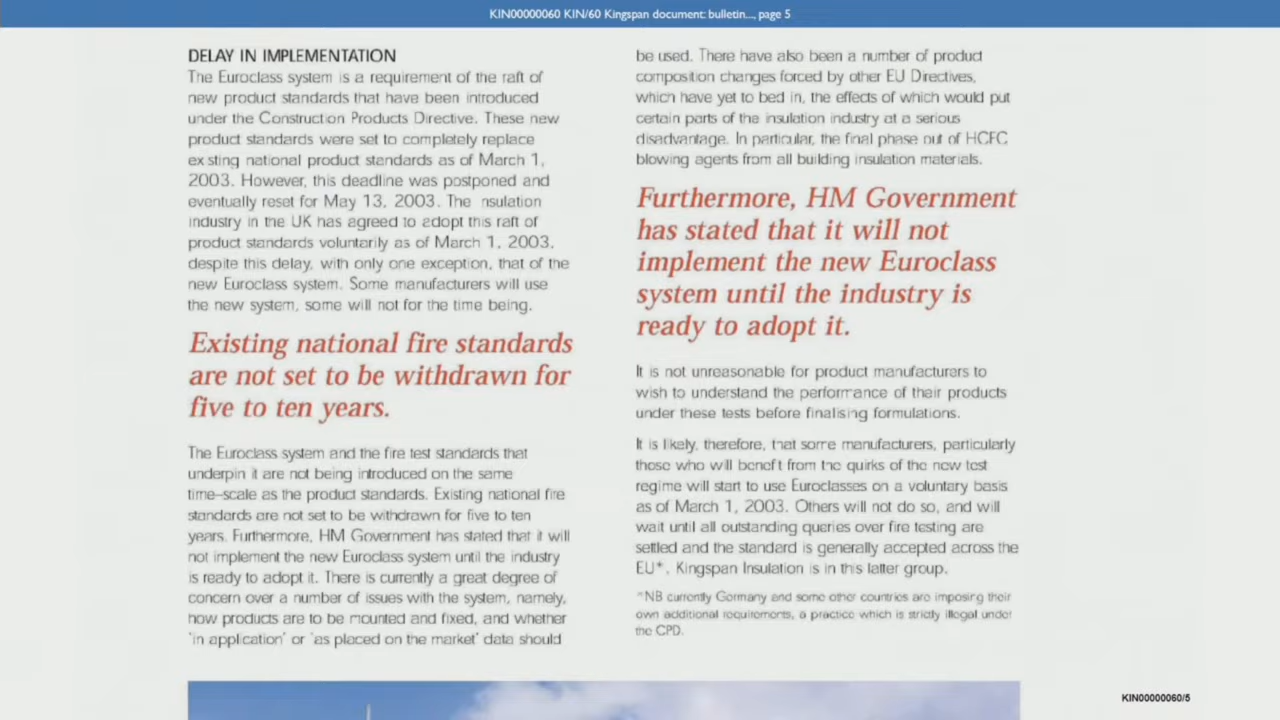 KIN00000060 KIN/60 Kingspan document: bulletin..., page 5
DELAY IN IMPLEMENTATION
The Euroclass system is a requirement of the raft of
new product standards that have been introduced
under the Construction Products Directive. These new
product standards were set to completely replace
ex sting national product standards as of March 1,
2003. However, this deadline was postponed and
eventually reset for May 13, 2003. The nsulation
industry in the UK has agreed to adopt this raft of
product standards voluntarily as of March 1, 2003,
despite this delay, with only one exception, that of the
new Euroclass system. Some manufacturers will use
the new system, some will not for the time being.
Existing national fire standards
are not set to be withdrawn for
five to ten years.
The Euroclass system and the fire test standards that
underpin it are not being introduced on the same
time-scale as the product standards. Existing national fire
standards are not set to be withdrawn for five to ten
years. Furthermore, HM Government has stated that it will
not implement the new Euroclass system until the industry
is ready to adopt it. There is currently a great degree of
concern over a number of issues with the system, namely,
how products are to be mounted and fixed, and whether
'in application' or 'as placed on the market' data should
be used. There have also been a number of product
composition changes forced by other EU Directives,
which have yet to bed in, the effects of which would put
certain parts of the insulation industry at a serious
disadvantage. In particular, the final phase out of HCFC
blowing agents from all building insulation materials.
Furthermore, HM Government
has stated that it will not
implement the new Euroclass
system until the industry is
ready to adopt it.
It is not unreasonable for product manufacturers to
wish to understand the performance of their products
under these tests before finalising formulations.
It is likely, therefore, that some manufacturers, particularly
those who will benefit from the quirks of the new test
regime will start to use Euroclasses on a voluntary basis
as of March 1, 2003. Others will not do so, and will
wait until all outstanding queries over fire testing are
settled and the standard is generally accepted across the
EU*. Kingspan Insulation is in this latter group.
*NB currently Germany and some other countries are imposing their
own additional requirements, a practice which is strictly illegal under
the CPD.
KIN00000060/5